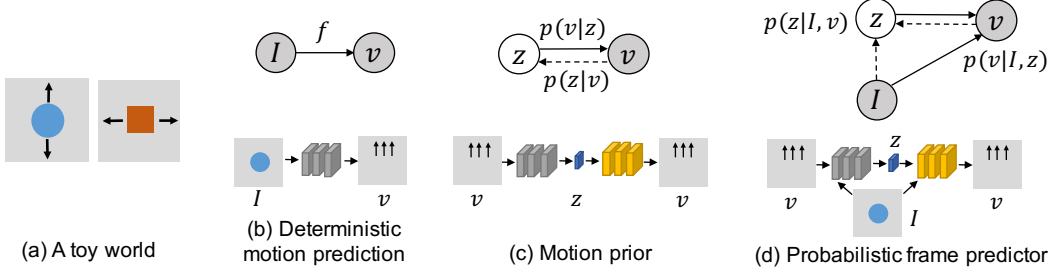 f
I
v
p(v|z)
z
v
p(z|v)
p(z|I, v)
z
v
p(v|I, z)
I
I
v
v
z
v
v
z
I
v
(a) A toy world
(b) Deterministic
motion prediction
(c) Motion prior
(d) Probabilistic frame predictor